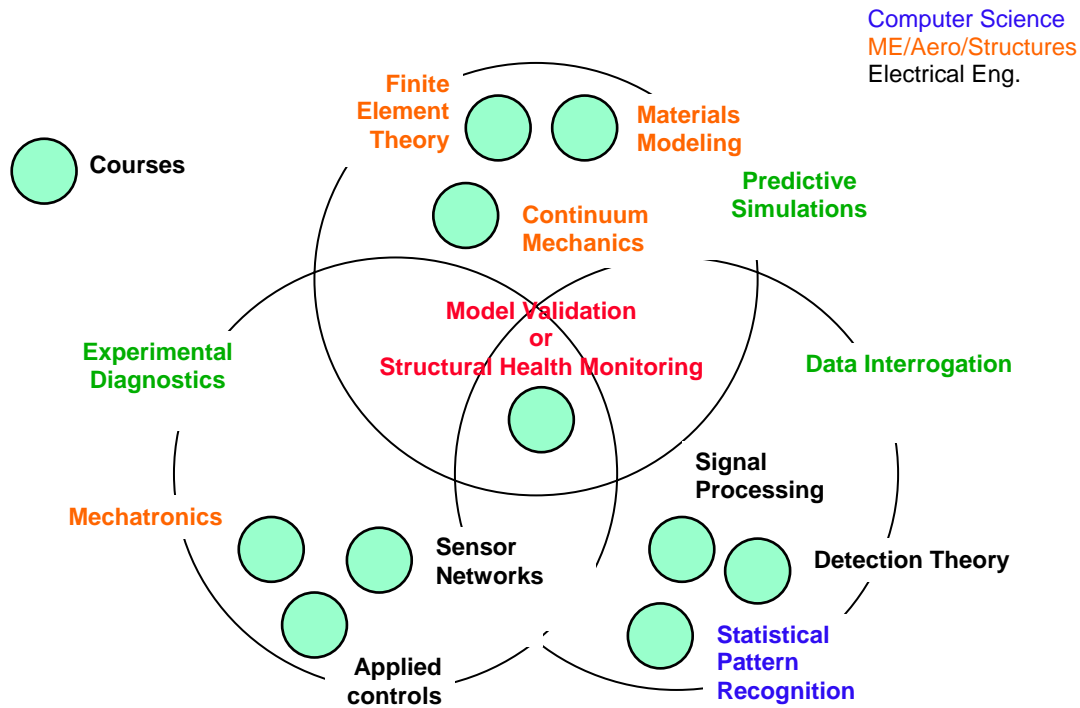 Computer Science
ME/Aero/Structures
Electrical Eng.
Finite
Element
Theory
Materials
Modeling
Courses
Predictive
Simulations
Continuum
Mechanics
Model Validation
or
Structural Health Monitoring
Experimental
Diagnostics
Data Interrogation
Signal
Processing
Mechatronics
Sensor
Networks
Detection Theory
Statistical
Pattern
Recognition
Applied
controls